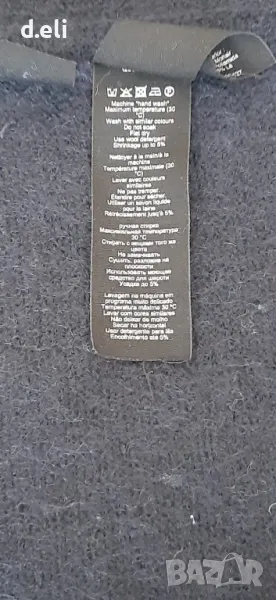 d.eli
Machine "hand wash"
Maximum temperature (30
°C)
Wash with similar colours
Do not soak
Flat dry
Use wool detergent
Shrinkage up to 5%
Nettoyer à la main/à la
machine
Température maximale (30
°C)
Laver avec couleurs
similaires
Ne pas tremper.
Étendre pour sécher.
Utiliser un savon liquide
pour la laine
Rétrécissement jusqu'à 5%
ручная стирка
Максимальная температура
30 °C
Стирать с вещами того же
цвета
Не замачивать
Сушить, разложив на
плоскости
Использовать моющее
средство для шерсти
Усадка до 5%
Lavagem na máquina em
programa muito delicado
Temperatura máximo 30 °C
Lavar com cores similares
Não deixar de molho
Secar na horizontal
Usar detergente para lãs
Encolhimento até 5%
bazar